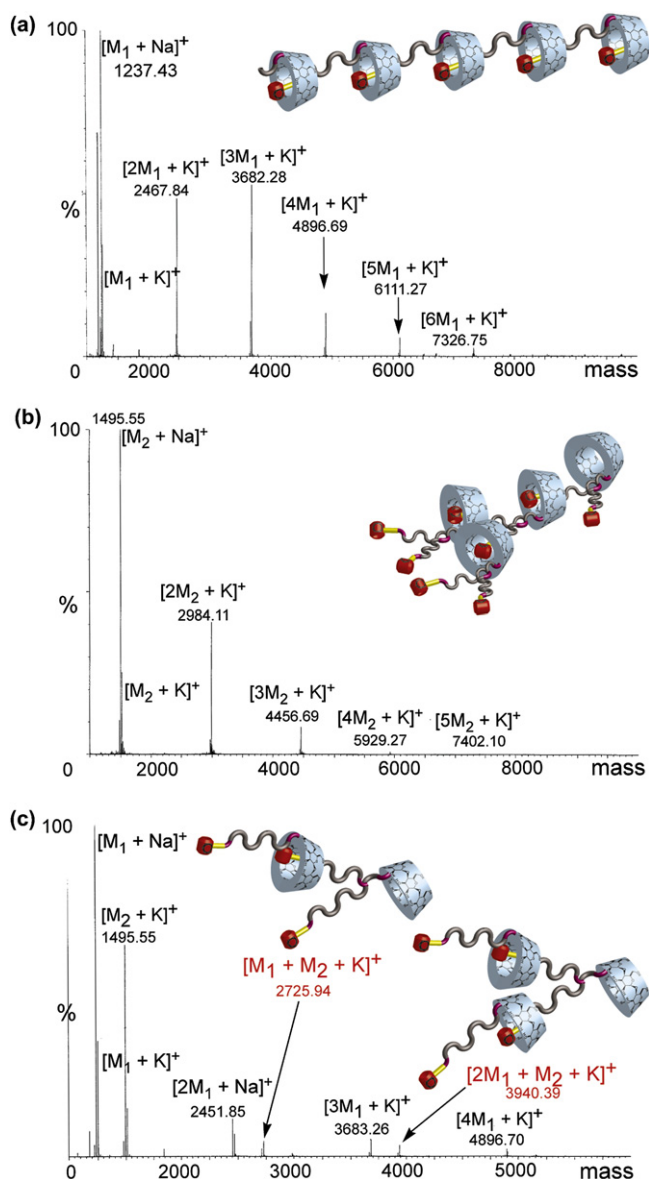 (a)
100
[M₁ + Na]⁺
1237.43
[2M₁ + K]⁺
2467.84
[3M₁ + K]⁺
3682.28
[4M₁ + K]⁺
4896.69
%
[M₁ + K]⁺
[5M₁ + K]⁺
6111.27
[6M₁ + K]⁺
7326.75
0 2000 4000 6000 8000 mass
(b)
1495.55
100
[M₂ + Na]⁺
[2M₂ + K]⁺
2984.11
%
[M₂ + K]⁺
[3M₂ + K]⁺
4456.69
[4M₂ + K]⁺
5929.27
[5M₂ + K]⁺
7402.10
0 2000 4000 6000 8000 mass
(c)
100
[M₁ + Na]⁺
[M₂ + K]⁺
1495.55
[M₁ + M₂ + K]⁺
2725.94
%
[M₁ + K]⁺
[2M₁ + Na]⁺
2451.85
[3M₁ + K]⁺
3683.26
[2M₁ + M₂ + K]⁺
3940.39
[4M₁ + K]⁺
4896.70
0 2000 3000 4000 5000 mass